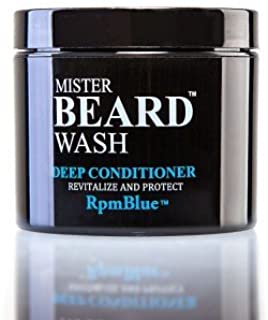 MISTER
BEARD™
WASH
DEEP CONDITIONER
REVITALIZE AND PROTECT
RpmBlue™